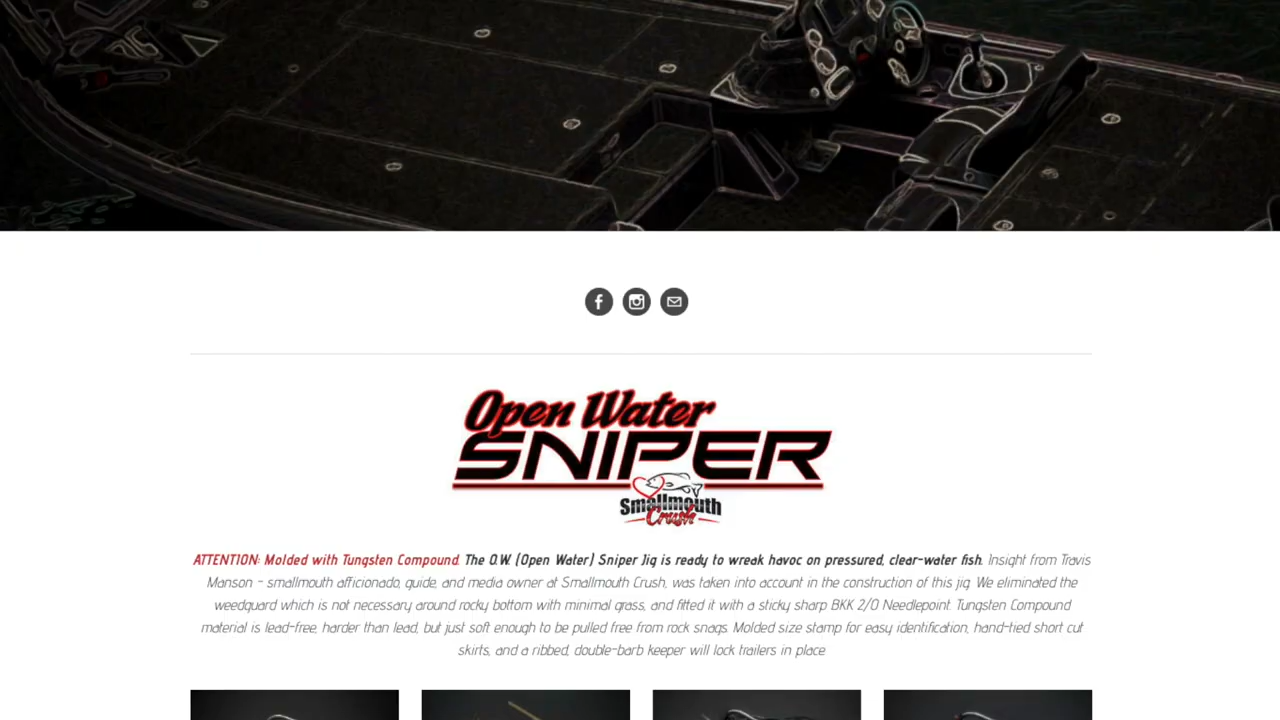 Open Water
SNIPER
Smallmouth
Crush
ATTENTION: Molded with Tungsten Compound. The O.W. (Open Water) Sniper Jig is ready to wreak havoc on pressured, clear-water fish. Insight from Travis
Manson - smallmouth afficionado, guide, and media owner at Smallmouth Crush, was taken into account in the construction of this jig. We eliminated the
weedguard which is not necessary around rocky bottom with minimal grass, and fitted it with a sticky sharp BKK 2/0 Needlepoint. Tungsten Compound
material is lead-free, harder than lead, but just soft enough to be pulled free from rock snags. Molded size stamp for easy identification, hand-tied short cut
skirts, and a ribbed, double-barb keeper will lock trailers in place.